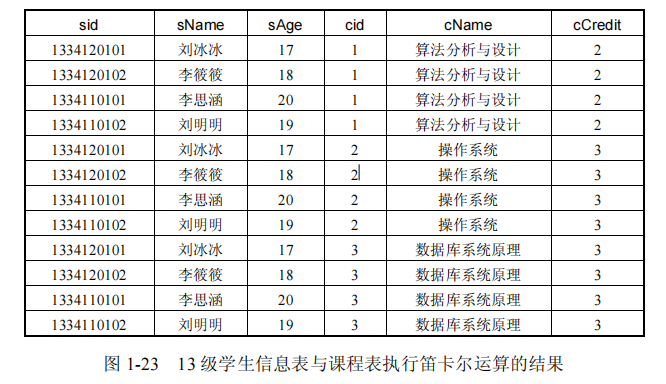 sid sName sAge cid cName cCredit
1334120101 刘冰冰 17 1 算法分析与设计 2
1334120102 李筱筱 18 1 算法分析与设计 2
1334110101 李思涵 20 1 算法分析与设计 2
1334110102 刘明明 19 1 算法分析与设计 2
1334120101 刘冰冰 17 2 操作系统 3
1334120102 李筱筱 18 2 操作系统 3
1334110101 李思涵 20 2 操作系统 3
1334110102 刘明明 19 2 操作系统 3
1334120101 刘冰冰 17 3 数据库系统原理 3
1334120102 李筱筱 18 3 数据库系统原理 3
1334110101 李思涵 20 3 数据库系统原理 3
1334110102 刘明明 19 3 数据库系统原理 3
图 1-23 13 级学生信息表与课程表执行笛卡尔运算的结果